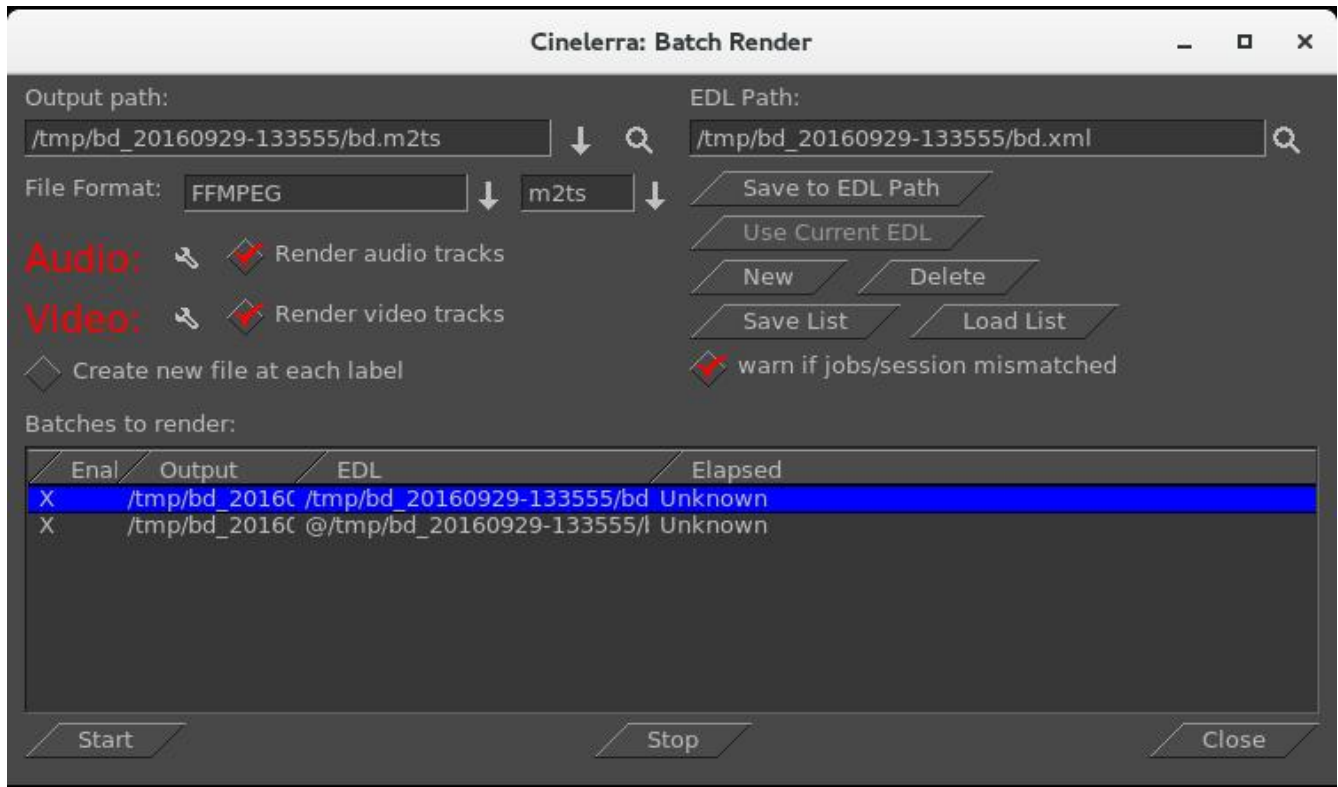 Cinelerra: Batch Render
Output path:
EDL Path:
/tmp/bd_20160929-133555/bd.m2ts
/tmp/bd_20160929-133555/bd.xml
File Format:
FFMPEG
m2ts
Save to EDL Path
Use Current EDL
Audio:
Render audio tracks
New
Delete
Video:
Render video tracks
Save List
Load List
Create new file at each label
warn if jobs/session mismatched
Batches to render:
Enal Output EDL Elapsed
X /tmp/bd_2016 /tmp/bd_20160929-133555/bd Unknown
X /tmp/bd_2016 @/tmp/bd_20160929-133555/ Unknown
Start
Stop
Close